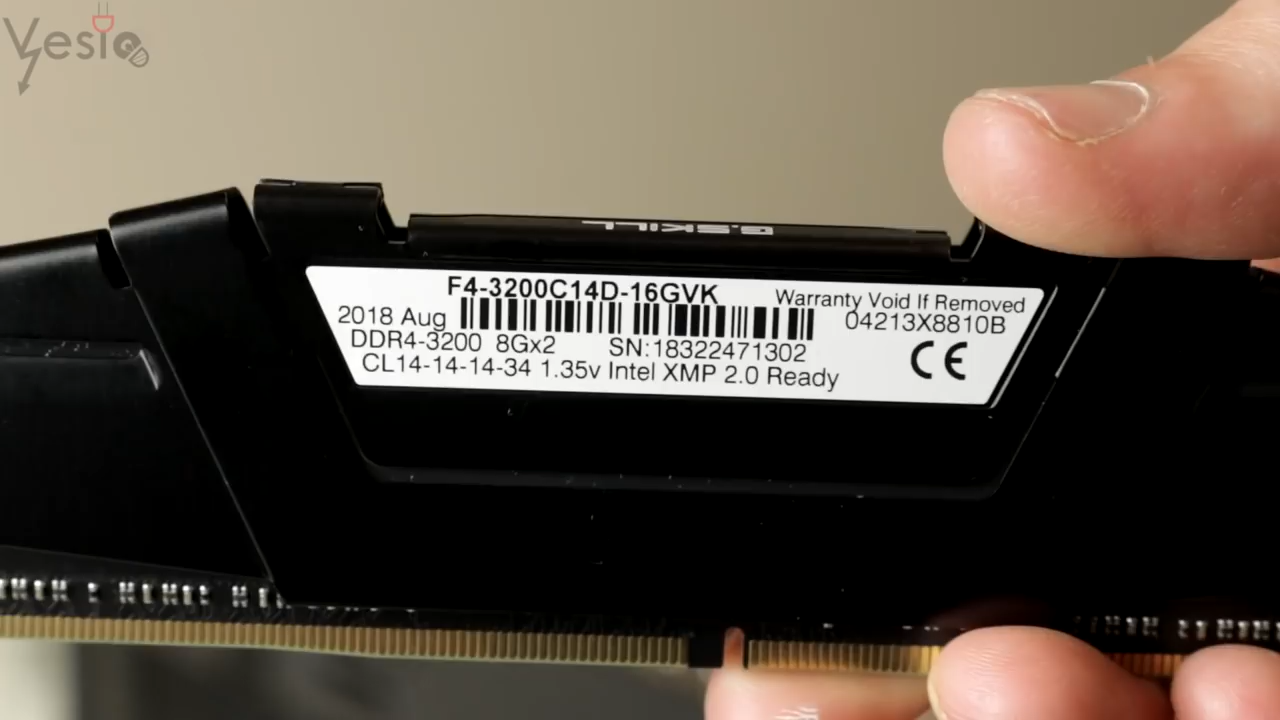 Vesio
G.SKILL
F4-3200C14D-16GVK
Warranty Void If Removed
2018 Aug
04213X8810B
DDR4-3200 8Gx2 SN:18322471302
CL14-14-14-34 1.35v Intel XMP 2.0 Ready
CE